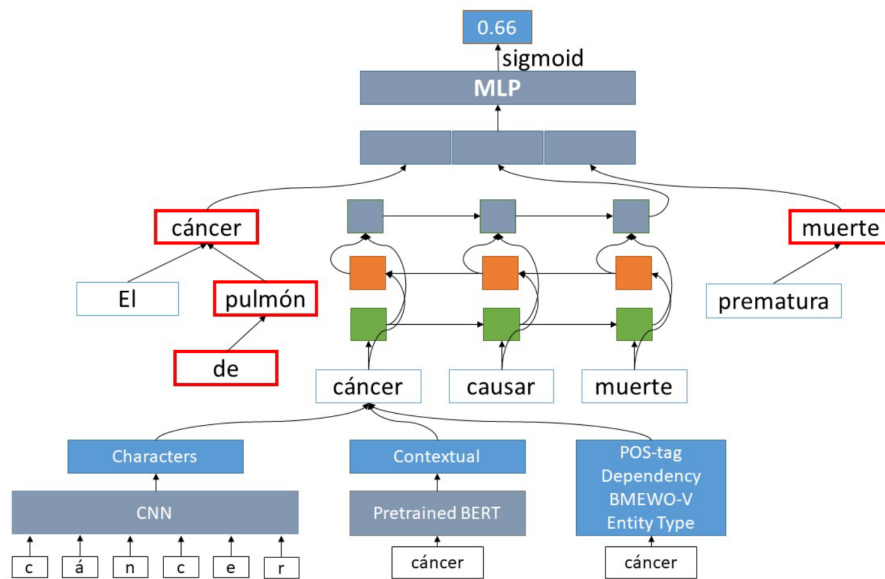 0.66
sigmoid
MLP
cáncer
muerte
El
pulmón
prematura
de
cáncer
causar
muerte
Characters
Contextual
POS-tag
Dependency
BMEWO-V
Entity Type
CNN
Pretrained BERT
c
á
n
c
e
r
cáncer
cáncer